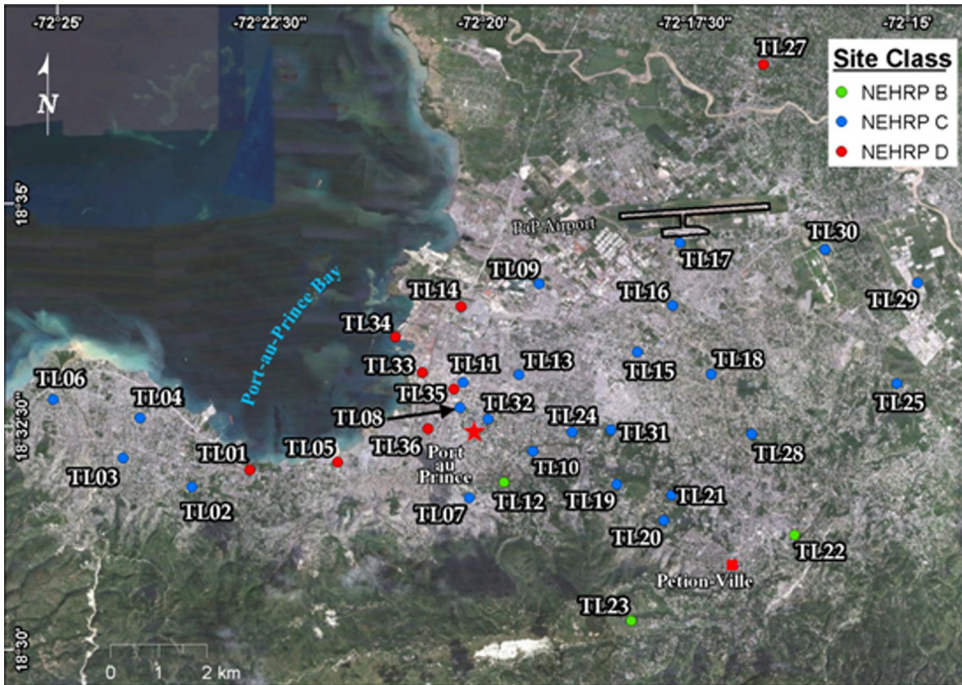 -72°25'
-72°22'30"
-72°20'
-72°17'30"
-72°15'
N
TL27
Site Class
NEHRP B
NEHRP C
NEHRP D
18°35'
PaP Airport
TL30
TL17
TL09
TL16
TL29
TL14
Port-au-Prince Bay
TL34
TL33
TL11
TL13
TL15
TL18
TL06
TL35
TL25
TL04
TL08
TL32
TL24
TL31
18°32'30"
TL36
TL28
TL01
TL05
Port
au
Prince
TL10
TL03
TL02
TL07
TL12
TL19
TL21
TL20
TL22
Petion-Ville
TL23
18°30'
0 1 2 km